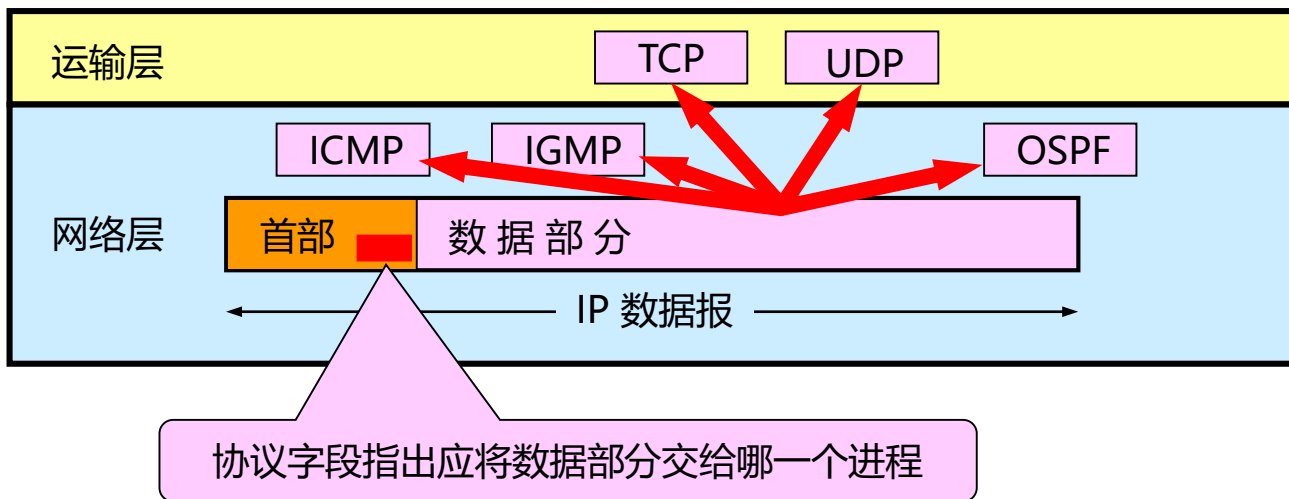 运输层
TCP
UDP
ICMP
IGMP
OSPF
网络层
首部
数据部分
IP 数据报
协议字段指出应将数据部分交给哪一个进程